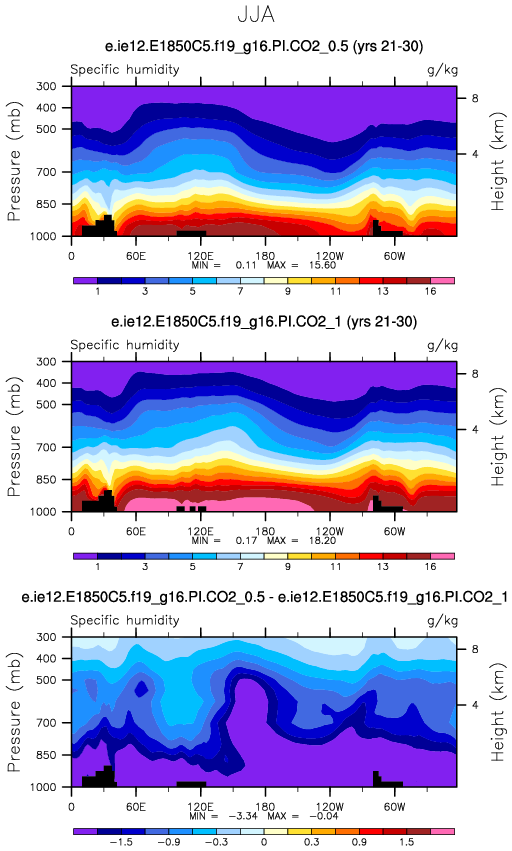 JJA
e.ie12.E1850C5.f19_g16.PI.CO2_0.5 (yrs 21-30)
Specific humidity g/kg
300
400
500
700
850
1000
Pressure (mb)
8
4
Height (km)
0 60E 120E 180 120W 60W
MIN = 0.11 MAX = 15.60
1 3 5 7 9 11 13 16
e.ie12.E1850C5.f19_g16.PI.CO2_1 (yrs 21-30)
Specific humidity g/kg
300
400
500
700
850
1000
Pressure (mb)
8
4
Height (km)
0 60E 120E 180 120W 60W
MIN = 0.17 MAX = 18.20
1 3 5 7 9 11 13 16
e.ie12.E1850C5.f19_g16.PI.CO2_0.5 - e.ie12.E1850C5.f19_g16.PI.CO2_1
Specific humidity g/kg
300
400
500
700
850
1000
Pressure (mb)
8
4
Height (km)
0 60E 120E 180 120W 60W
MIN = -3.34 MAX = -0.04
-1.5 -0.9 -0.3 0 0.3 0.9 1.5